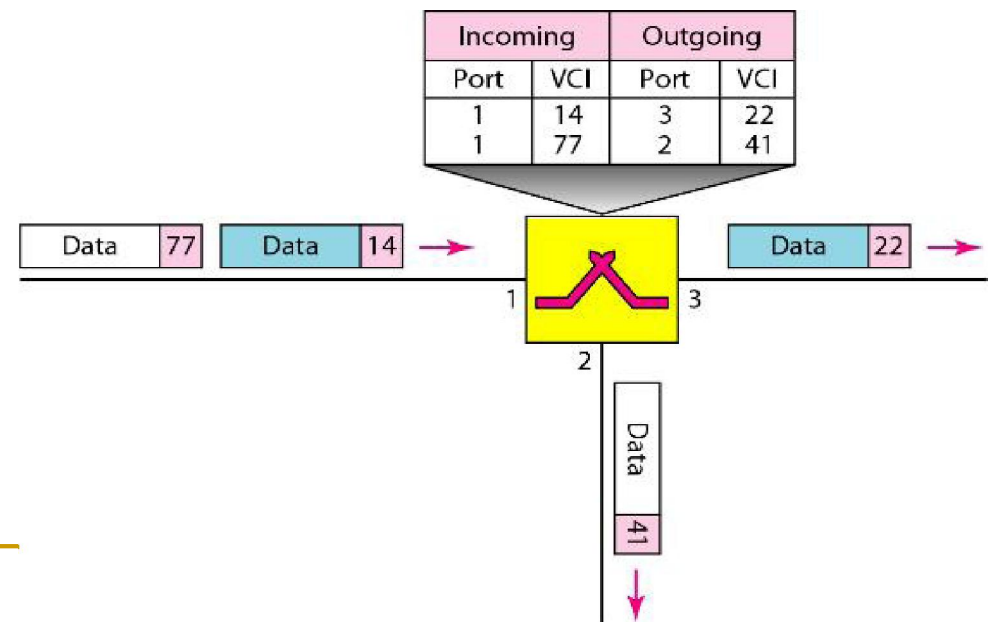 Incoming Outgoing
Port VCI Port VCI
1 14 3 22
1 77 2 41
Data 77 Data 14 Data 22
1 3
2
Data 41